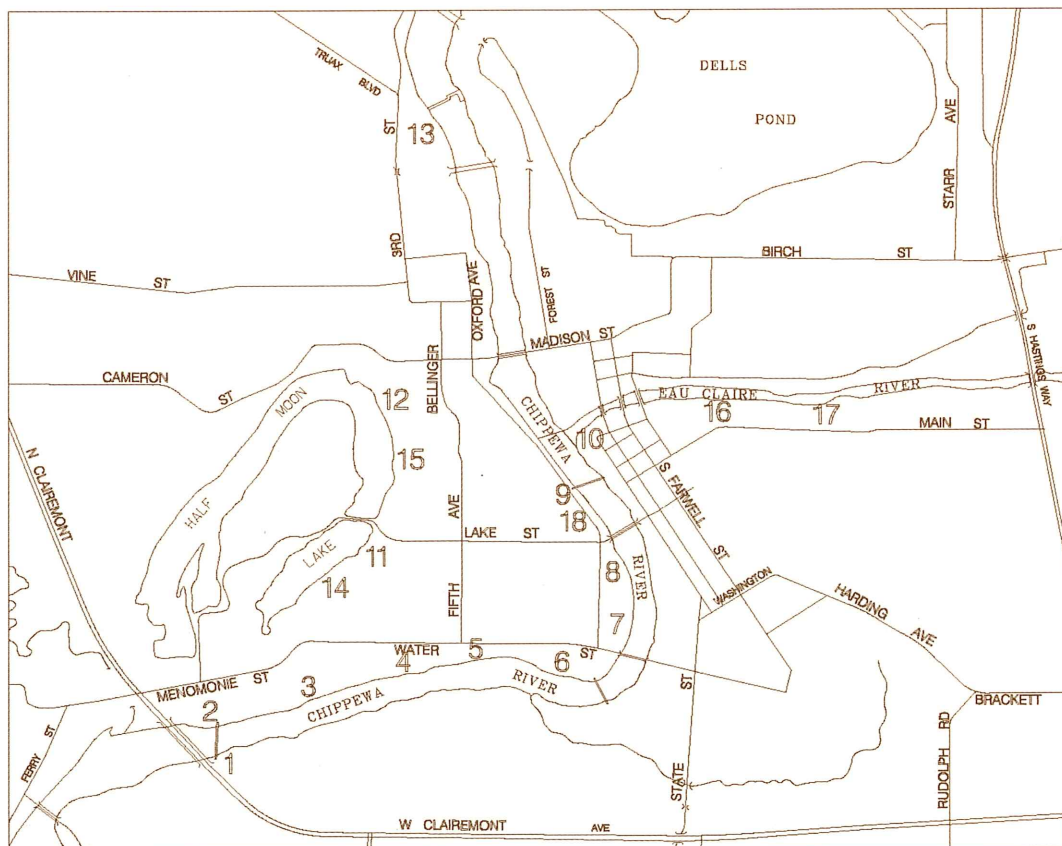 DELLS
POND
TRUAX
BLVD
13
3RD ST
STARR AVE
BIRCH ST
VINE ST
OXFORD AVE
FOREST ST
MADISON ST
S HASTINGS WAY
CAMERON ST
BELLINGER
12
EAU CLAIRE RIVER
16
17
MAIN ST
HALF MOON
LAKE
CHIPPEWA
RIVER
10
15
N CLAIREMONT
9
18
S FARWELL ST
LAKE ST
11
14
8
WASHINGTON
HARDING AVE
FIFTH AVE
7
WATER ST
5
4
6
MENOMONIE ST
3
CHIPPEWA RIVER
2
1
FERRY ST
STATE ST
BRACKETT
RUDOLPH RD
W CLAIREMONT AVE